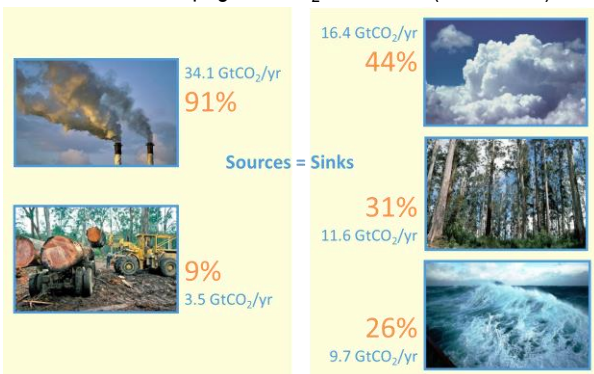 34.1 GtCO₂/yr
91%
Sources = Sinks
9%
3.5 GtCO₂/yr
16.4 GtCO₂/yr
44%
31%
11.6 GtCO₂/yr
26%
9.7 GtCO₂/yr